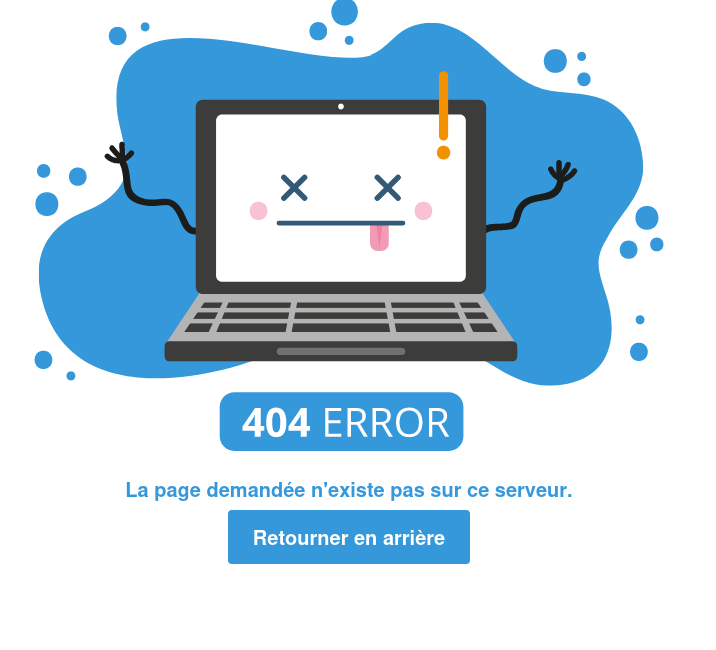 404 ERROR
La page demandée n'existe pas sur ce serveur.
Retourner en arrière